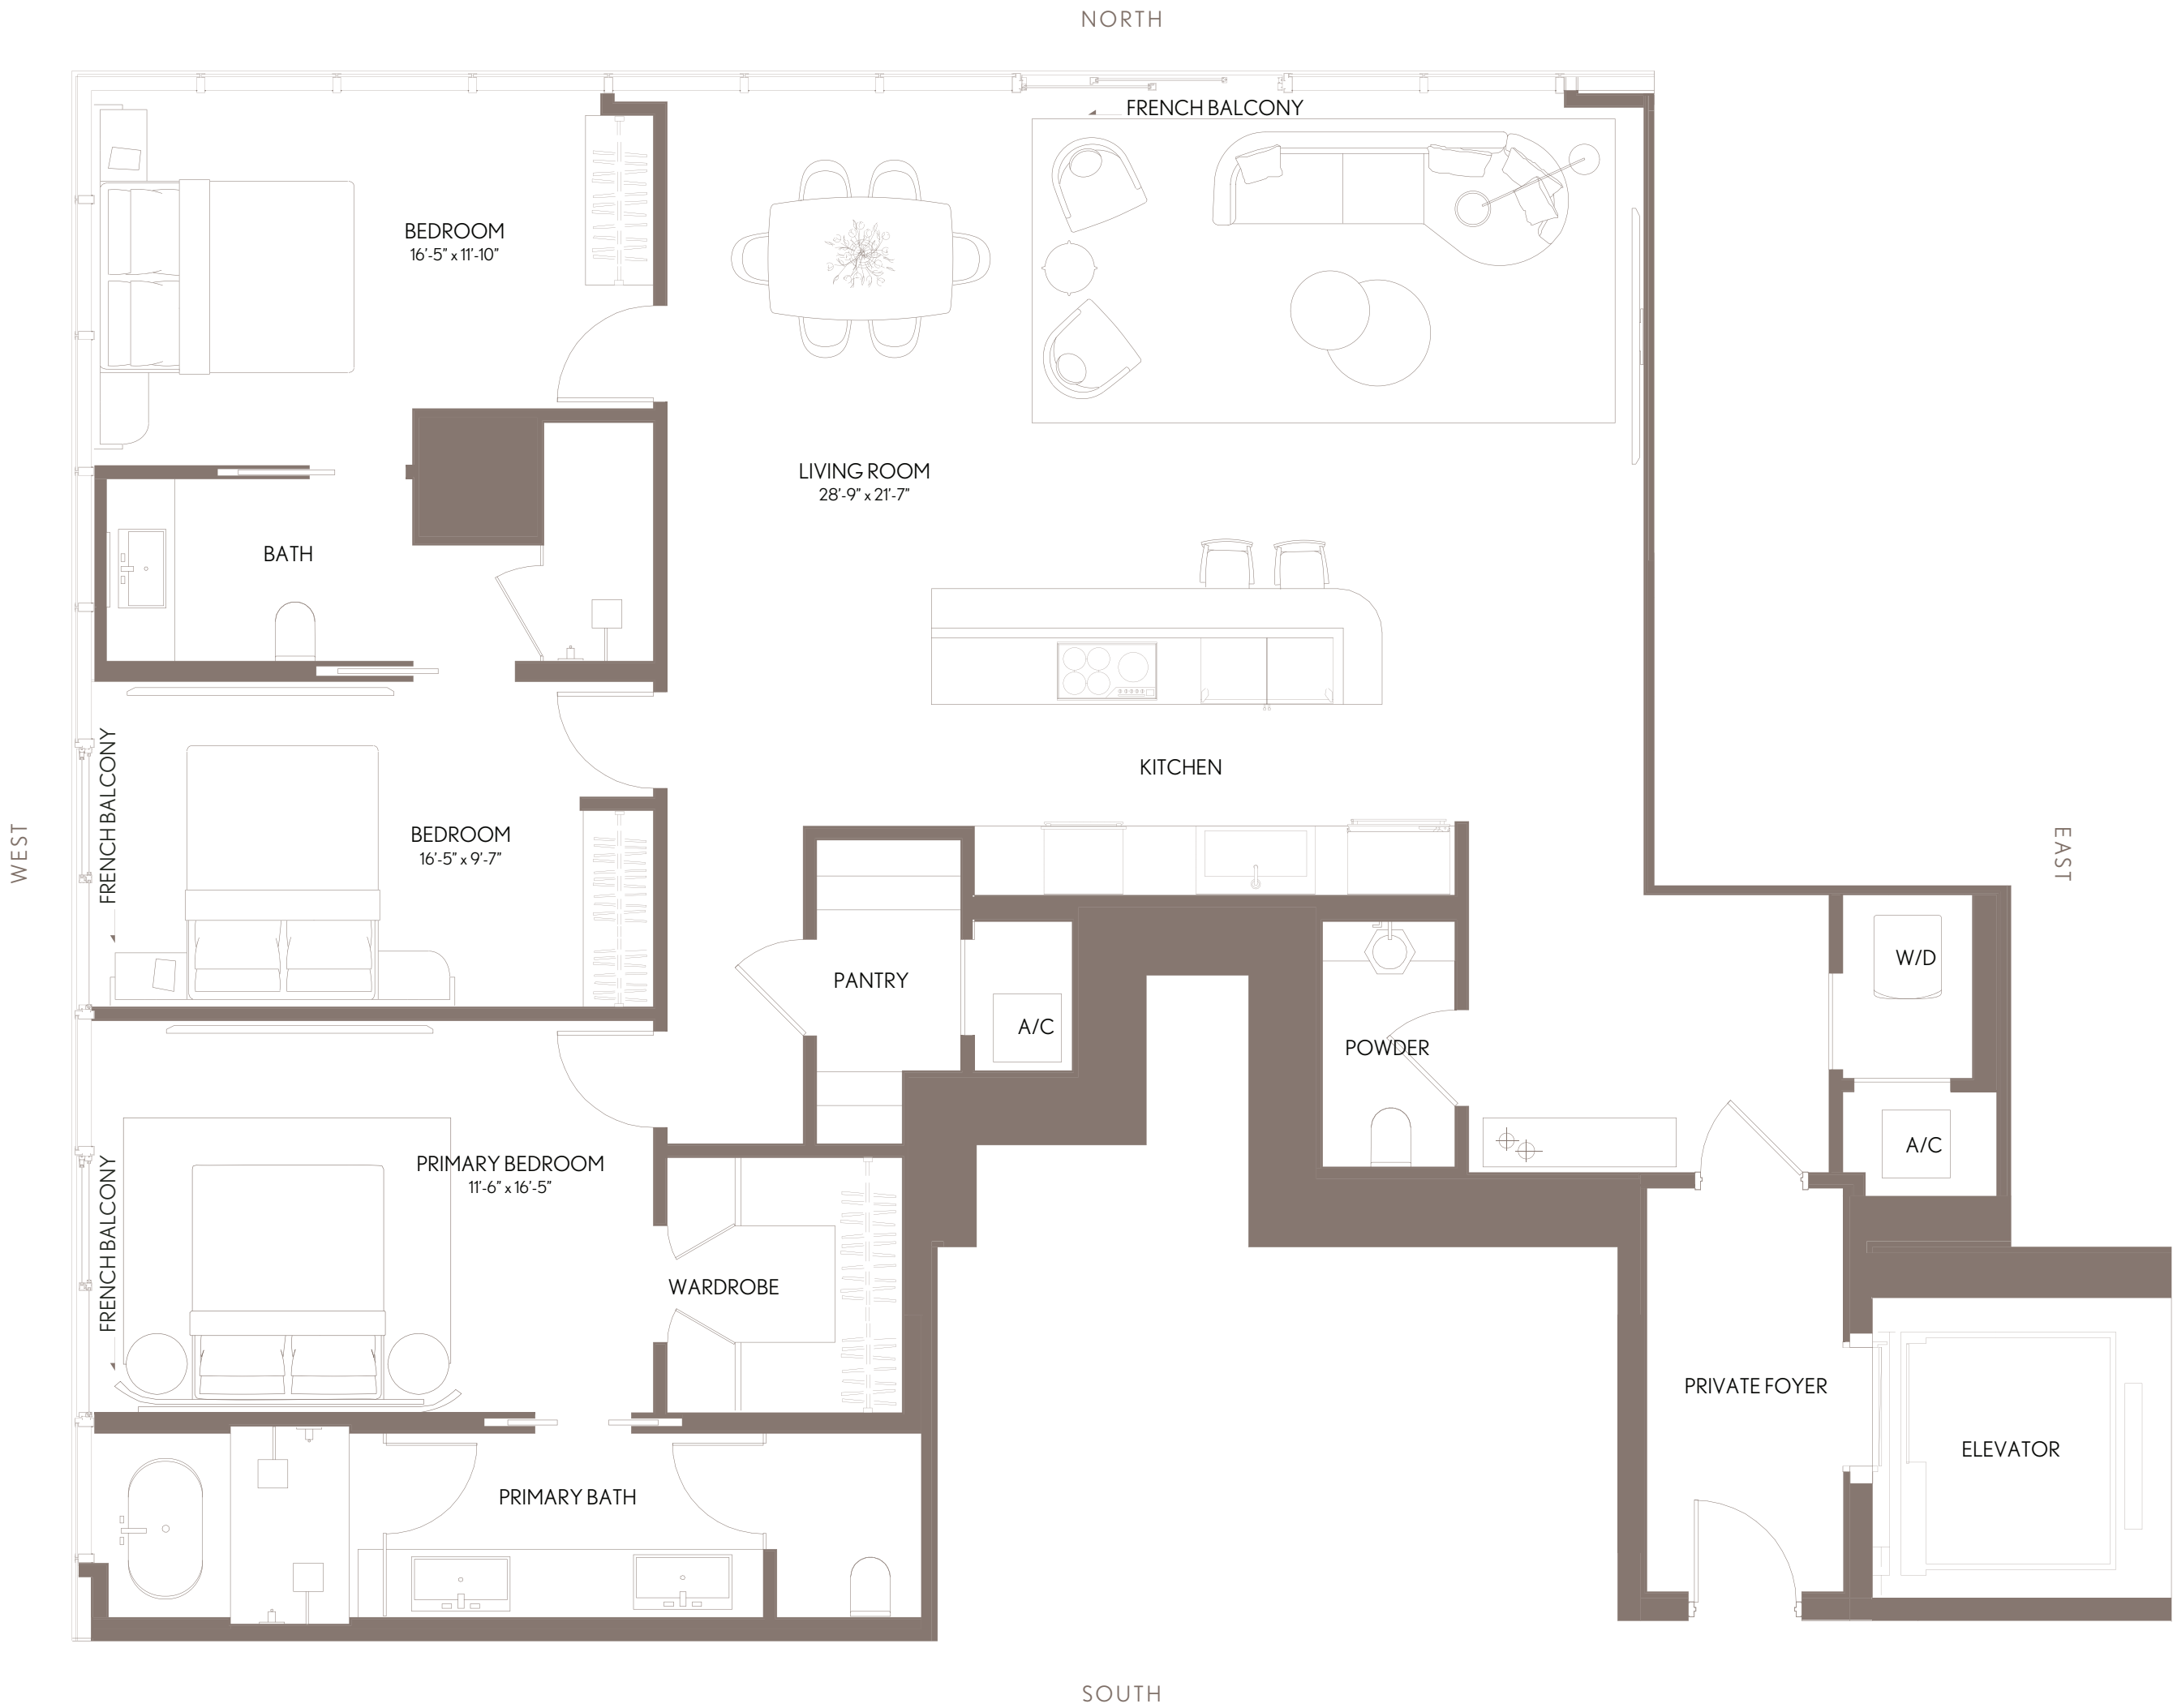 NORTH
FRENCH BALCONY
BEDROOM
16'-5" x 11'-10"
LIVING ROOM
28'-9" x 21'-7"
BATH
FRENCH BALCONY
KITCHEN
WEST
EAST
BEDROOM
16'-5" x 9'-7"
PANTRY
W/D
A/C
POWDER
A/C
FRENCH BALCONY
PRIMARY BEDROOM
11'-6" x 16'-5"
WARDROBE
PRIVATE FOYER
ELEVATOR
PRIMARY BATH
SOUTH